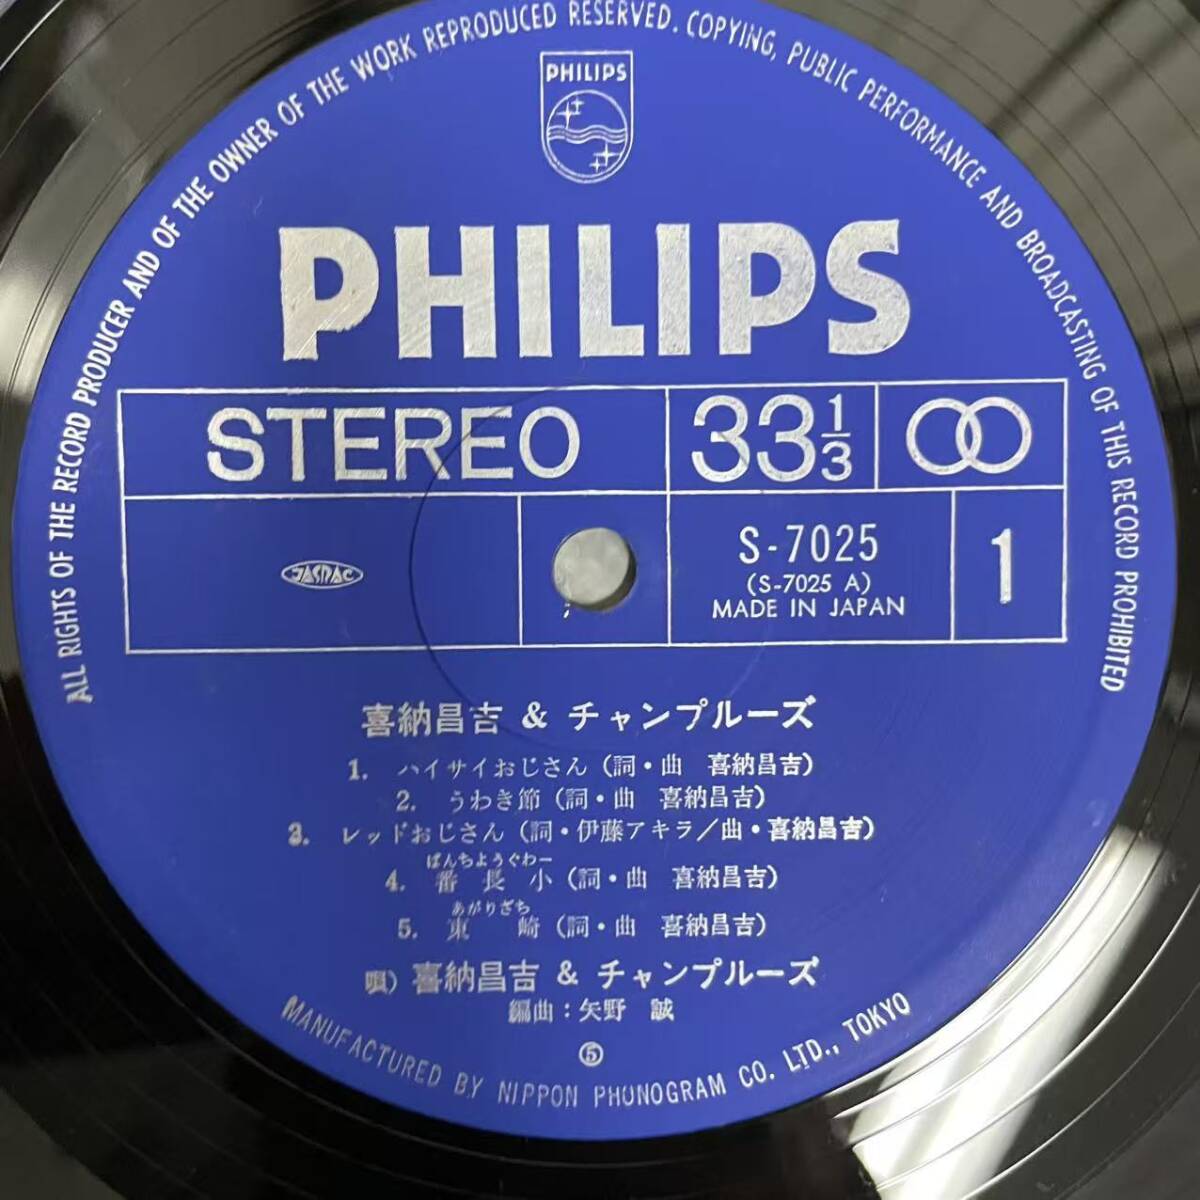 ALL RIGHTS OF THE RECORD PRODUCER AND OF THE OWNER OF THE WORK REPRODUCED RESERVED. COPYING, PUBLIC PERFORMANCE AND BROADCASTING OF THIS RECORD PROHIBITED
PHILIPS
PHILIPS
STEREO 33 1/3
JASRAC
S-7025
(S-7025 A)
MADE IN JAPAN
1
喜納昌吉 & チャンプルーズ
1. ハイサイおじさん (詞・曲 喜納昌吉)
2. うわき節 (詞・曲 喜納昌吉)
3. レッドおじさん (詞・伊藤アキラ/曲・喜納昌吉)
ばんちようぐわー
4. 番長小 (詞・曲 喜納昌吉)
あがりざち
5. 東崎 (詞・曲 喜納昌吉)
唄) 喜納昌吉 & チャンプルーズ
編曲:矢野 誠
⑤
MANUFACTURED BY NIPPON PHONOGRAM CO. LTD., TOKYO